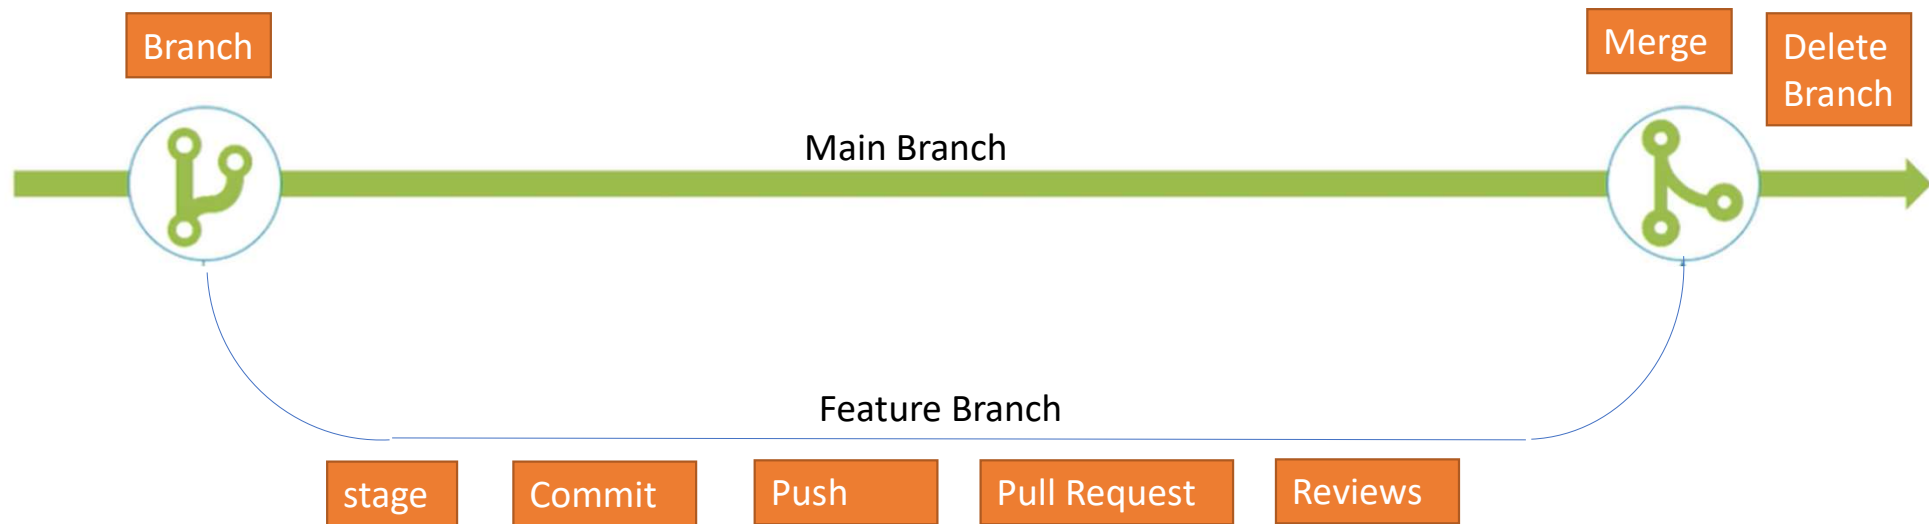 Branch
Merge
Delete
Branch
Main Branch
Feature Branch
stage
Commit
Push
Pull Request
Reviews